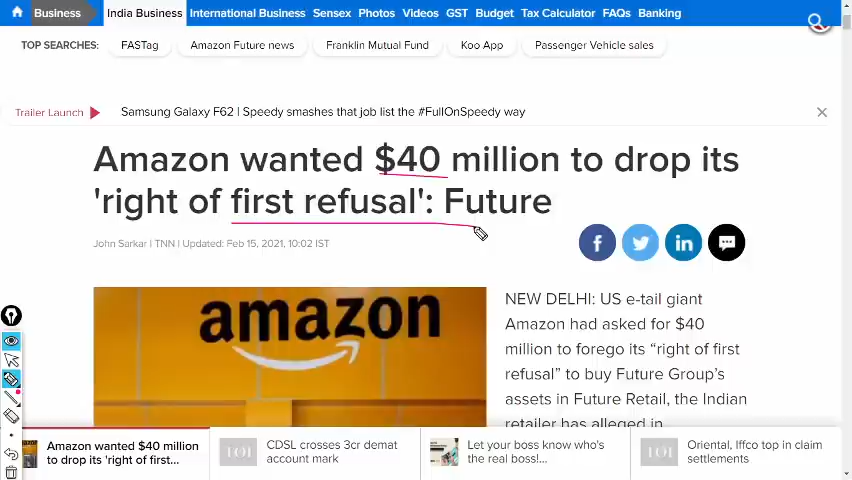 Business India Business International Business Sensex Photos Videos GST Budget Tax Calculator FAQs Banking
TOP SEARCHES: FASTag Amazon Future news Franklin Mutual Fund Koo App Passenger Vehicle sales
Trailer Launch Samsung Galaxy F62 | Speedy smashes that job list the #FullOnSpeedy way
Amazon wanted $40 million to drop its
'right of first refusal': Future
John Sarkar | TNN | Updated: Feb 15, 2021, 10:02 IST
amazon
NEW DELHI: US e-tail giant
Amazon had asked for $40
million to forego its “right of first
refusal” to buy Future Group’s
assets in Future Retail, the Indian
retailer has alleged in
Amazon wanted $40 million
to drop its 'right of first...
TOI
CDSL crosses 3cr demat
account mark
Let your boss know who's
the real boss!...
TOI
Oriental, Iffco top in claim
settlements